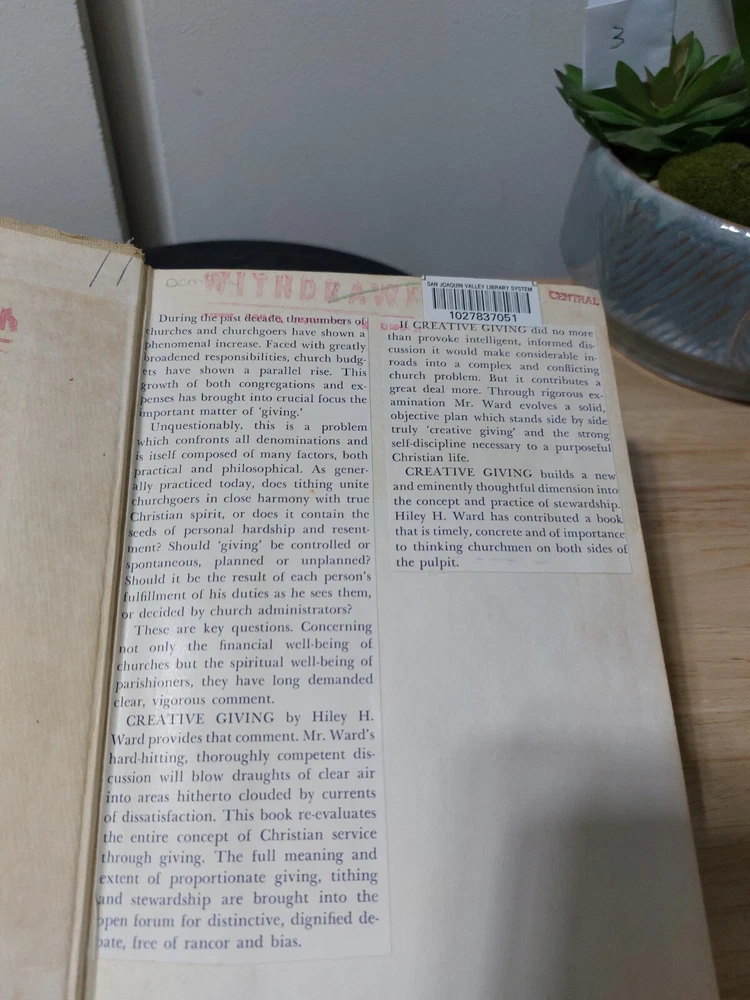 3
WITHDRAWN
SAN JOAQUIN VALLEY LIBRARY SYSTEM
1027837051
CENTRAL
During the past decade, the numbers of
churches and churchgoers have shown a
phenomenal increase. Faced with greatly
broadened responsibilities, church budg-
ets have shown a parallel rise. This
growth of both congregations and ex-
penses has brought into crucial focus the
important matter of 'giving.'
Unquestionably, this is a problem
which confronts all denominations and
is itself composed of many factors, both
practical and philosophical. As gener-
ally practiced today, does tithing unite
churchgoers in close harmony with true
Christian spirit, or does it contain the
seeds of personal hardship and resent-
ment? Should 'giving' be controlled or
spontaneous, planned or unplanned?
Should it be the result of each person's
fulfillment of his duties as he sees them,
or decided by church administrators?
These are key questions. Concerning
not only the financial well-being of
churches but the spiritual well-being of
parishioners, they have long demanded
clear, vigorous comment.
CREATIVE GIVING by Hiley H.
Ward provides that comment. Mr. Ward's
hard-hitting, thoroughly competent dis-
cussion will blow draughts of clear air
into areas hitherto clouded by currents
of dissatisfaction. This book re-evaluates
the entire concept of Christian service
through giving. The full meaning and
extent of proportionate giving, tithing
and stewardship are brought into the
open forum for distinctive, dignified de-
bate, free of rancor and bias.
If CREATIVE GIVING did no more
than provoke intelligent, informed dis-
cussion it would make considerable in-
roads into a complex and conflicting
church problem. But it contributes a
great deal more. Through rigorous ex-
amination Mr. Ward evolves a solid,
objective plan which stands side by side
truly 'creative giving' and the strong
self-discipline necessary to a purposeful
Christian life.
CREATIVE GIVING builds a new
and eminently thoughtful dimension into
the concept and practice of stewardship.
Hiley H. Ward has contributed a book
that is timely, concrete and of importance
to thinking churchmen on both sides of
the pulpit.